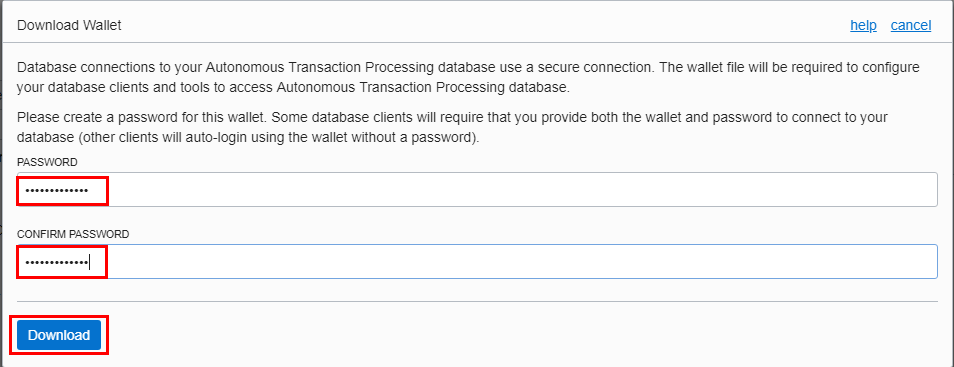 Download Wallet
help cancel
Database connections to your Autonomous Transaction Processing database use a secure connection. The wallet file will be required to configure
your database clients and tools to access Autonomous Transaction Processing database.
Please create a password for this wallet. Some database clients will require that you provide both the wallet and password to connect to your
database (other clients will auto-login using the wallet without a password).
PASSWORD
•••••••••••••
CONFIRM PASSWORD
•••••••••••••
Download